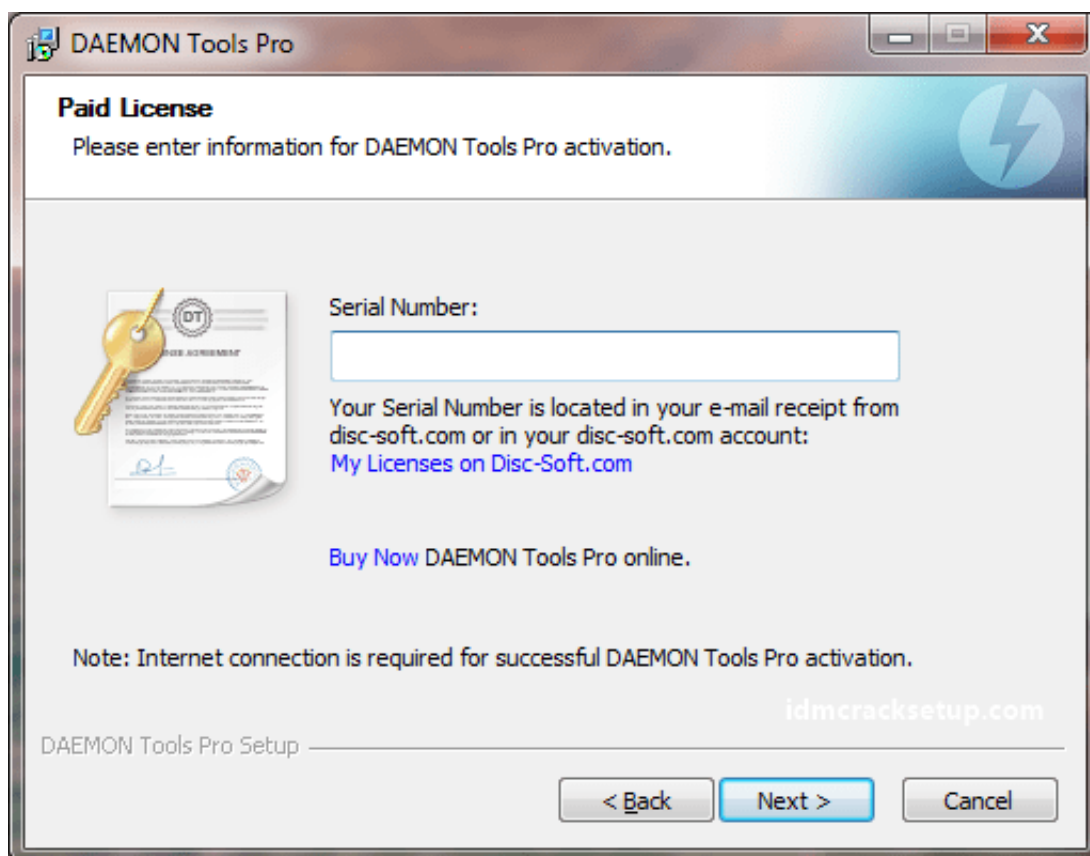 DAEMON Tools Pro
Paid License
Please enter information for DAEMON Tools Pro activation.
DT
Serial Number:
Your Serial Number is located in your e-mail receipt from
disc-soft.com or in your disc-soft.com account:
My Licenses on Disc-Soft.com
Buy Now DAEMON Tools Pro online.
Note: Internet connection is required for successful DAEMON Tools Pro activation.
idmcracksetup.com
DAEMON Tools Pro Setup
< Back
Next >
Cancel